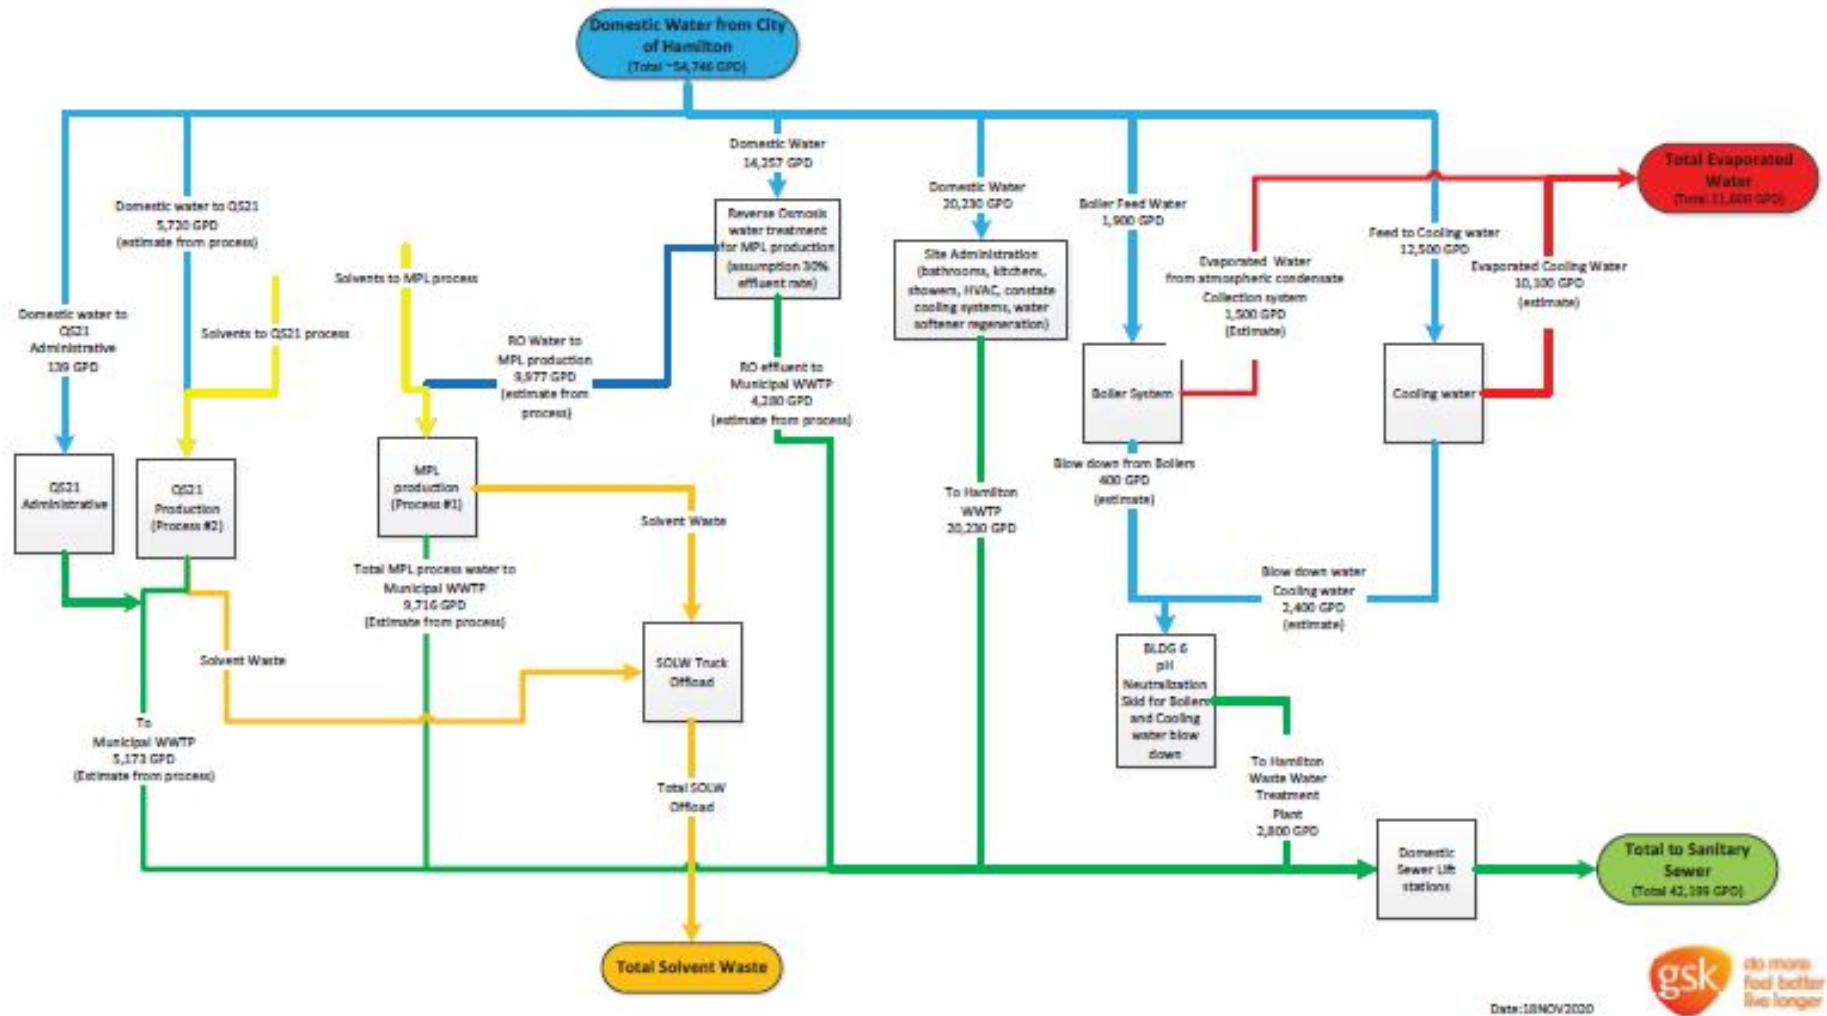 Domestic Water from City
of Hamilton
(Total ~54,746 GPD)
Domestic Water
14,257 GPD
Total Evaporated
Water
(Total 11,600 GPD)
Domestic water to QS21
5,720 GPD
(estimate from process)
Domestic Water
20,230 GPD
Boiler Feed Water
1,900 GPD
Reverse Osmosis
water treatment
for MPL production
(assumption 30%
effluent rate)
Feed to Cooling water
12,500 GPD
Site Administration
(bathrooms, kitchens,
showers, HVAC, constate
cooling systems, water
softener regeneration)
Evaporated Water
from atmospheric condensate
Collection system
1,500 GPD
(Estimate)
Evaporated Cooling Water
10,100 GPD
(estimate)
Solvents to MPL process
Domestic water to
QS21
Administrative
139 GPD
Solvents to QS21 process
RO Water to
MPL production
9,977 GPD
(estimate from
process)
RO effluent to
Municipal WWTP
4,280 GPD
(estimate from process)
Boiler System
Cooling water
QS21
Administrative
QS21
Production
(Process #2)
MPL
production
(Process #1)
Blow down from Boilers
400 GPD
(estimate)
To Hamilton
WWTP
20,230 GPD
Solvent Waste
Total MPL process water to
Municipal WWTP
9,716 GPD
(Estimate from process)
Blow down water
Cooling water
2,400 GPD
(estimate)
Solvent Waste
SOLW Truck
Offload
BLDG 6
pH
Neutralization
Skid for Boilers
and Cooling
water blow
down
To
Municipal WWTP
5,173 GPD
(Estimate from process)
To Hamilton
Waste Water
Treatment
Plant
2,800 GPD
Total SOLW
Offload
Domestic
Sewer Lift
stations
Total to Sanitary
Sewer
(Total 42,199 GPD)
Total Solvent Waste
gsk
do more
feel better
live longer
Date:18NOV2020